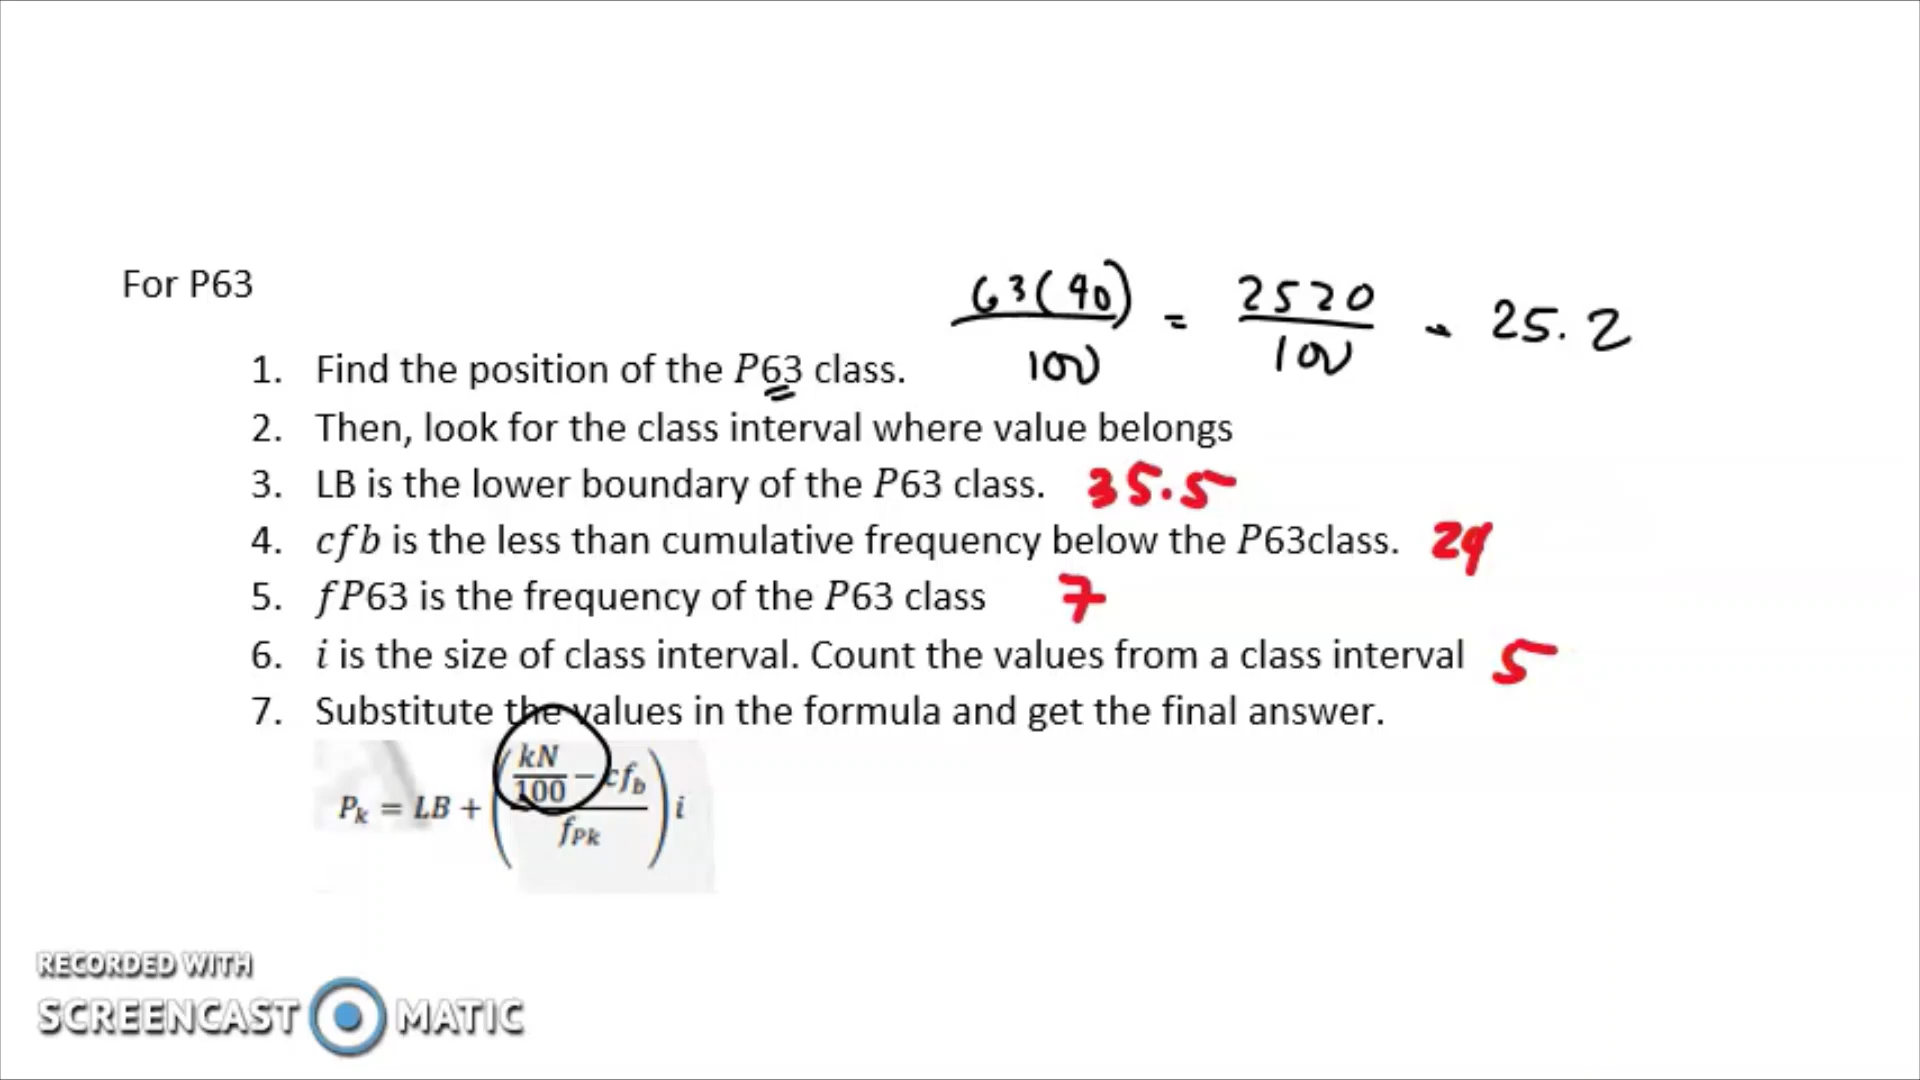 For P63
63(40) = 2520 - 25.2
100 100
1. Find the position of the P63 class.
2. Then, look for the class interval where value belongs
3. LB is the lower boundary of the P63 class. 35.5
4. cfb is the less than cumulative frequency below the P63class. 24
5. fP63 is the frequency of the P63 class 7
6. i is the size of class interval. Count the values from a class interval 5
7. Substitute the values in the formula and get the final answer.
kN
100 − cfb
Pk = LB + ( ) i
fPk
RECORDED WITH
SCREENCAST MATIC